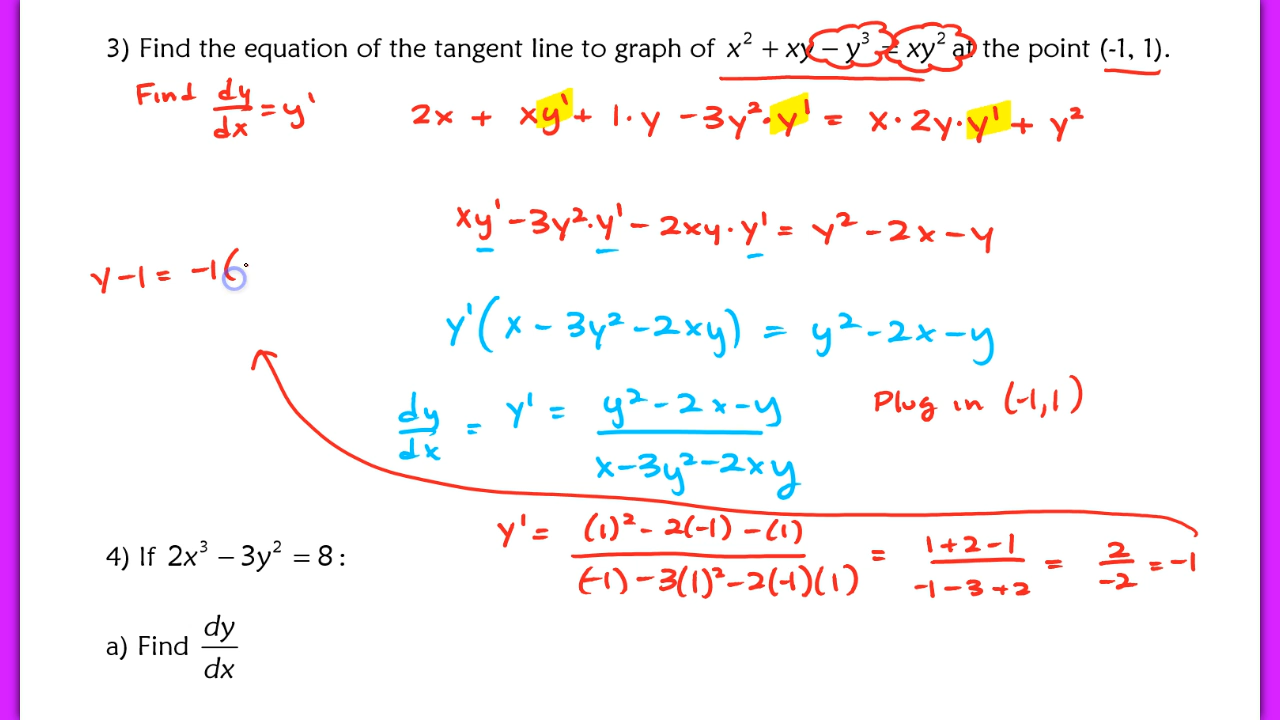 3) Find the equation of the tangent line to graph of x² + xy − y³ = xy² at the point (-1, 1).
Find dy/dx = y'
2x + xy' + 1·y − 3y²·y' = x·2y·y' + y²
xy' − 3y²·y' − 2xy·y' = y² − 2x − y
y − 1 = −1(
y'(x − 3y² − 2xy) = y² − 2x − y
dy/dx = y' = (y² − 2x − y)/(x − 3y² − 2xy)
Plug in (-1,1)
y' = ((1)² − 2(-1) − (1))/((-1) − 3(1)² − 2(-1)(1)) = (1+2−1)/(-1−3+2) = 2/-2 = -1
4) If 2x³ − 3y² = 8:
a) Find dy/dx